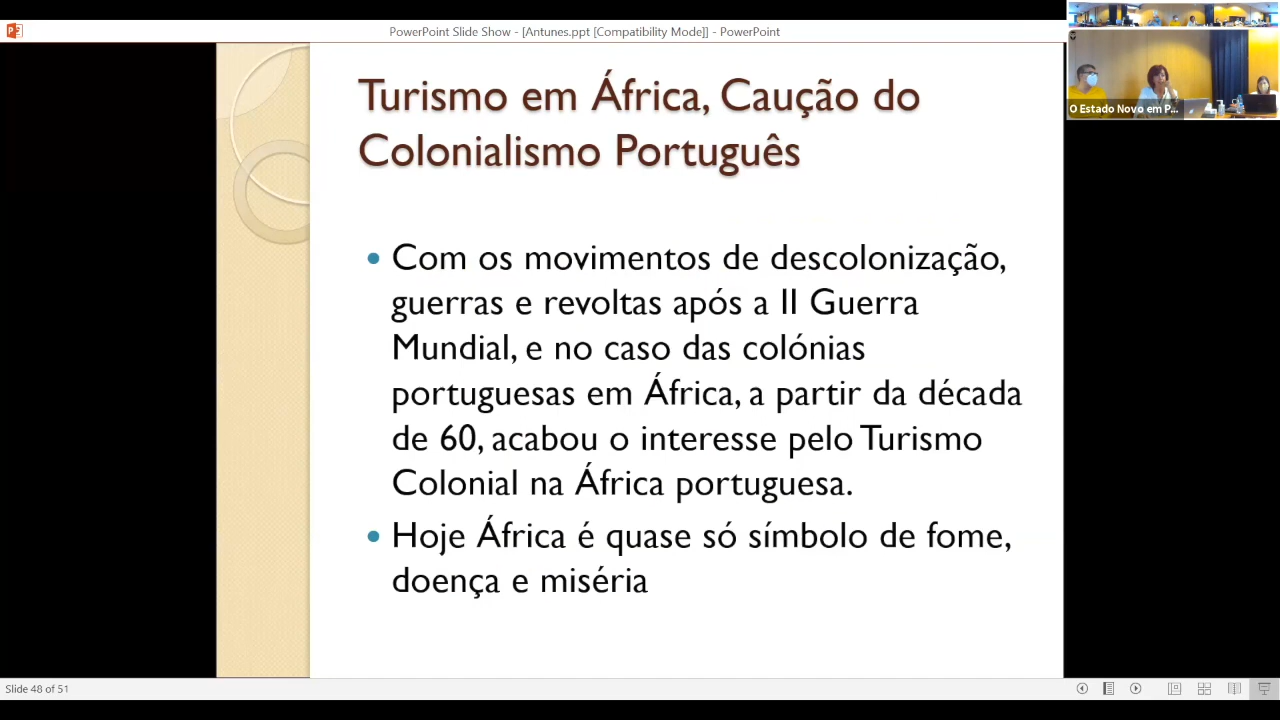 PowerPoint Slide Show - [Antunes.ppt [Compatibility Mode]] - PowerPoint
O Estado Novo em P...
Turismo em África, Caução do
Colonialismo Português
• Com os movimentos de descolonização,
guerras e revoltas após a II Guerra
Mundial, e no caso das colónias
portuguesas em África, a partir da década
de 60, acabou o interesse pelo Turismo
Colonial na África portuguesa.
• Hoje África é quase só símbolo de fome,
doença e miséria
Slide 48 of 51